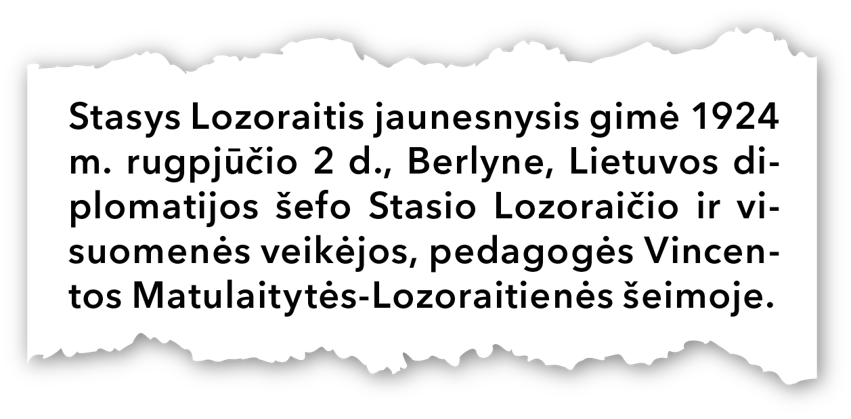 Stasys Lozoraitis jaunesnysis gimė 1924
m. rugpjūčio 2 d., Berlyne, Lietuvos di-
plomatijos šefo Stasio Lozoraičio ir vi-
suomenės veikėjos, pedagogės Vincen-
tos Matulaitytės-Lozoraitienės šeimoje.